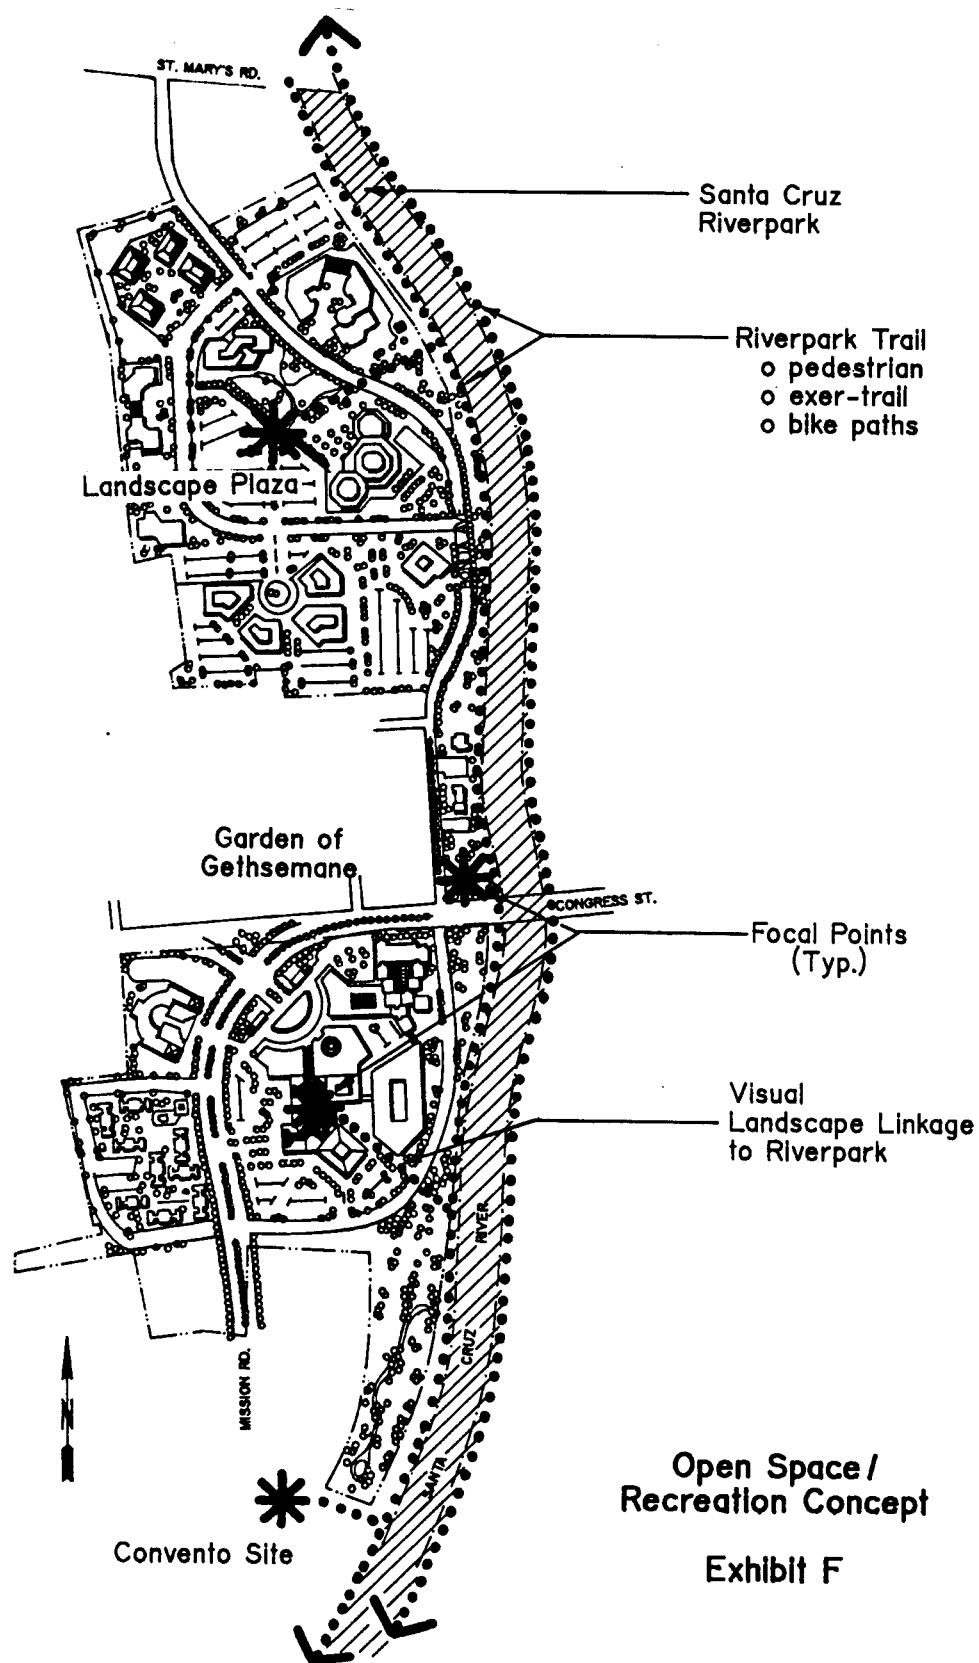 ST. MARY'S RD.
Santa Cruz
Riverpark
Riverpark Trail
o pedestrian
o exer-trail
o bike paths
Landscape Plaza
Garden of
Gethsemane
CONGRESS ST.
Focal Points
(Typ.)
Visual
Landscape Linkage
to Riverpark
SANTA CRUZ RIVER
MISSION RD.
N
Convento Site
Open Space/
Recreation Concept
Exhibit F